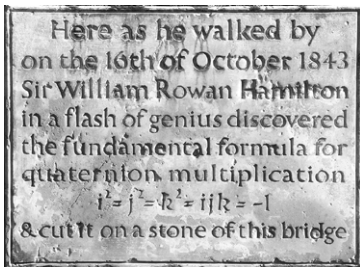 Here as he walked by
on the 16th of October 1843
Sir William Rowan Hamilton
in a flash of genius discovered
the fundamental formula for
quaternion multiplication
i² = j² = k² = ijk = -1
& cut it on a stone of this bridge